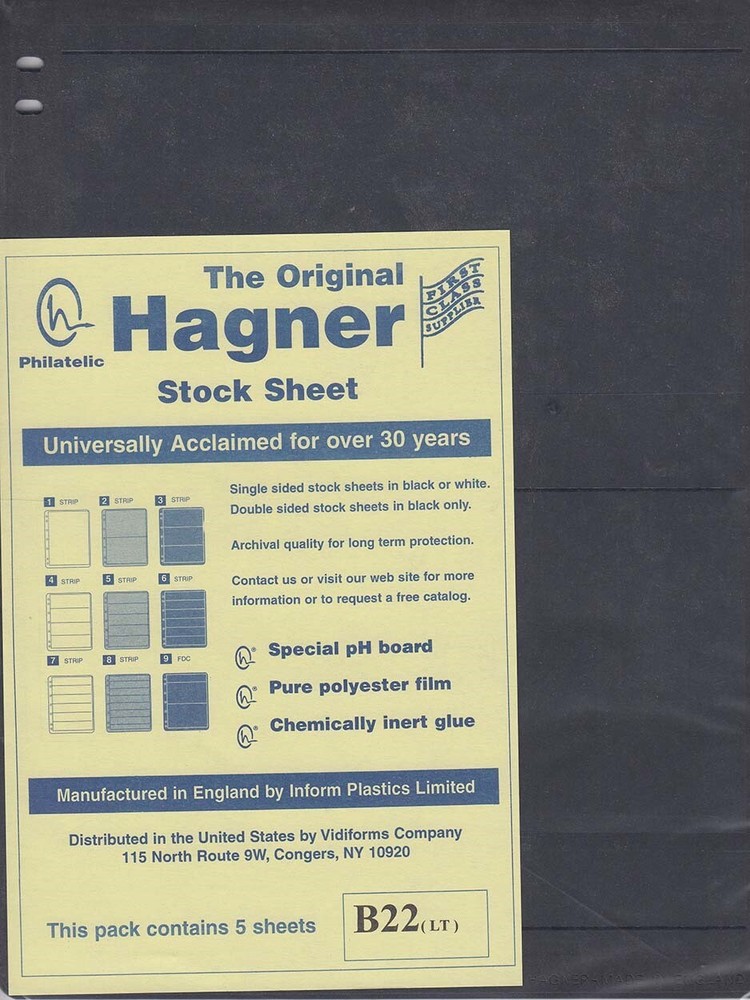 The Original
Hagner
Philatelic
FIRST
CLASS
SUPPLIER
Stock Sheet
Universally Acclaimed for over 30 years
1 STRIP 2 STRIP 3 STRIP
4 STRIP 5 STRIP 6 STRIP
7 STRIP 8 STRIP 9 FDC
Single sided stock sheets in black or white.
Double sided stock sheets in black only.
Archival quality for long term protection.
Contact us or visit our web site for more
information or to request a free catalog.
h® Special pH board
h® Pure polyester film
h® Chemically inert glue
Manufactured in England by Inform Plastics Limited
Distributed in the United States by Vidiforms Company
115 North Route 9W, Congers, NY 10920
This pack contains 5 sheets
B22 ( LT )